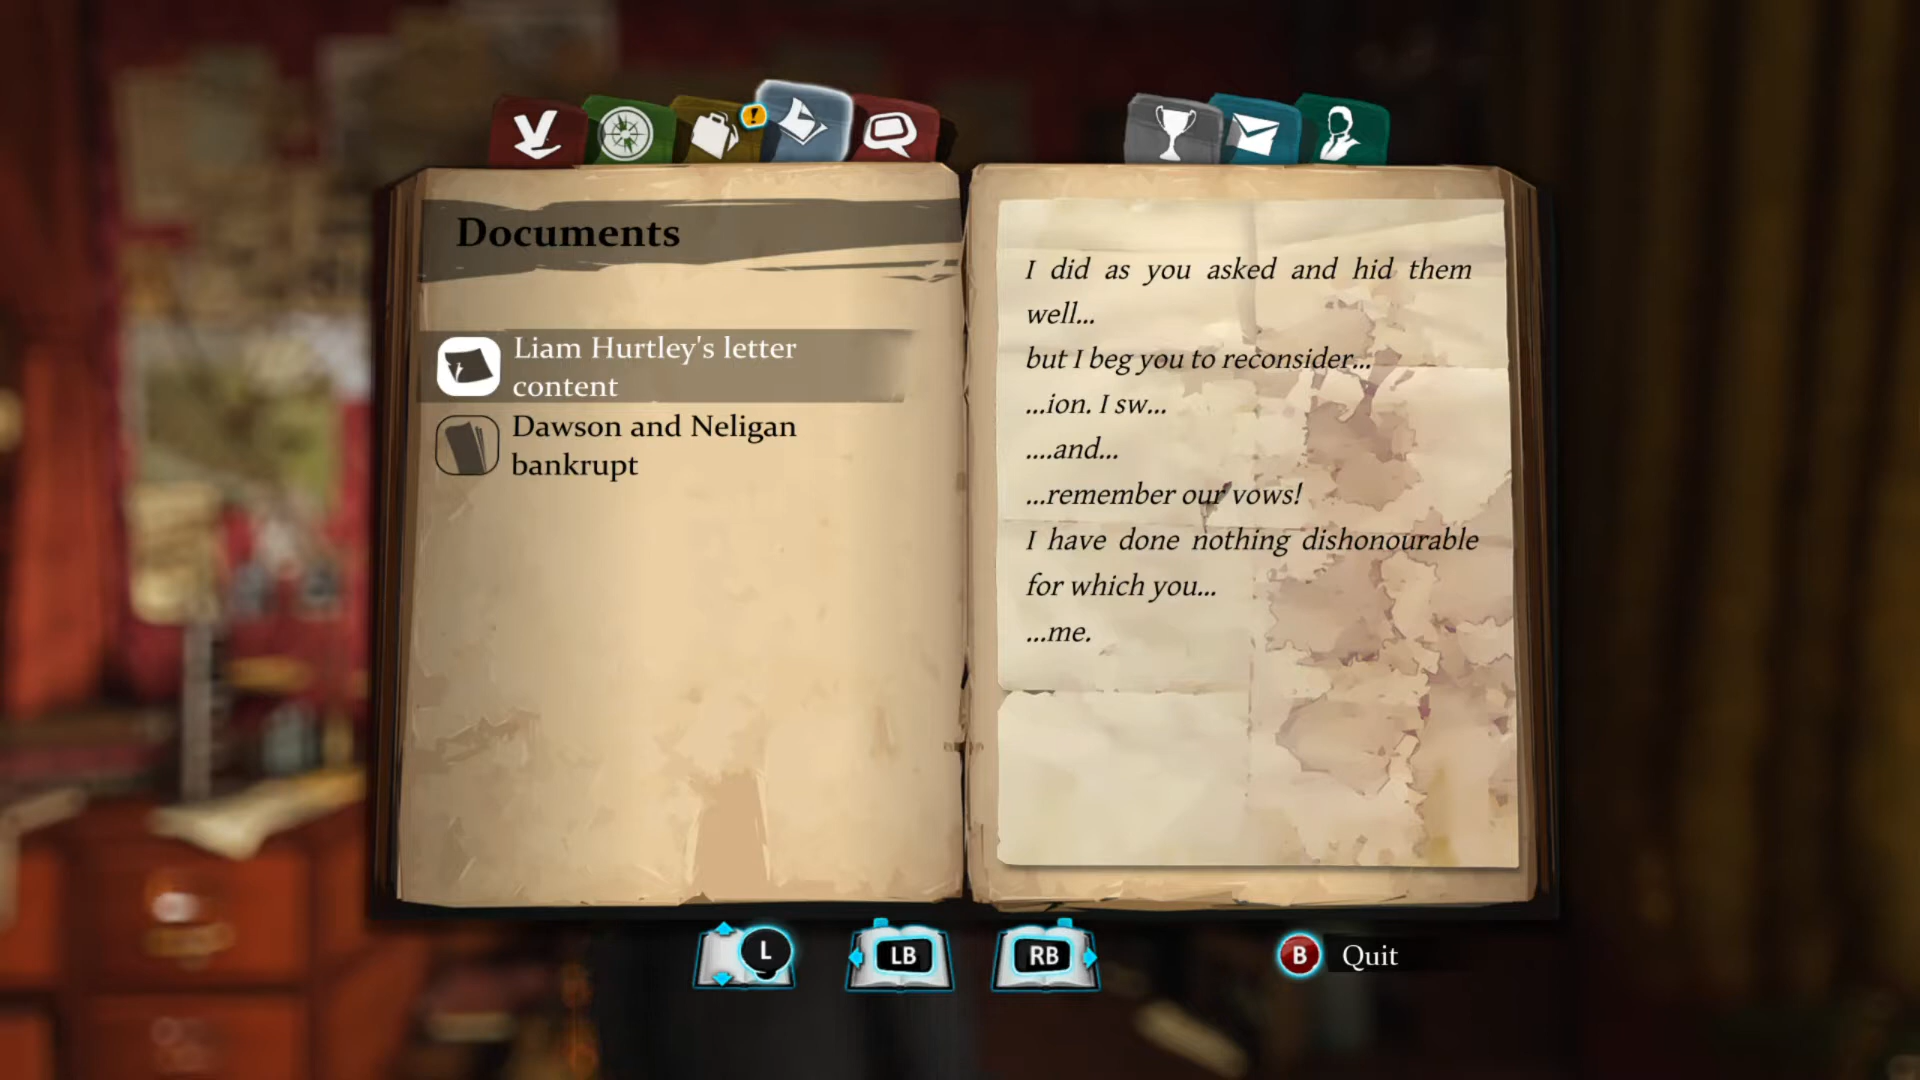 Documents
Liam Hurtley's letter
content
Dawson and Neligan
bankrupt
I did as you asked and hid them
well...
but I beg you to reconsider...
...ion. I sw...
....and...
...remember our vows!
I have done nothing dishonourable
for which you...
...me.
L
LB
RB
B Quit